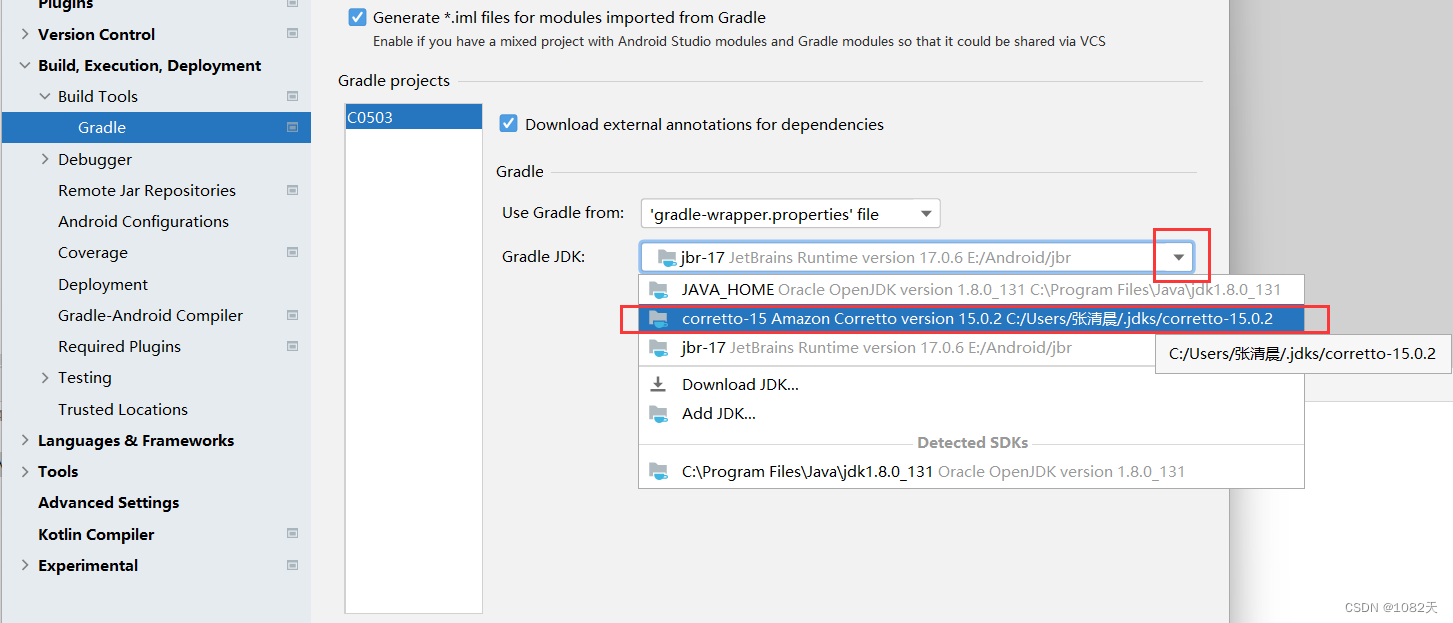 Plugins
Version Control
Build, Execution, Deployment
Build Tools
Gradle
Debugger
Remote Jar Repositories
Android Configurations
Coverage
Deployment
Gradle-Android Compiler
Required Plugins
Testing
Trusted Locations
Languages & Frameworks
Tools
Advanced Settings
Kotlin Compiler
Experimental
Generate *.iml files for modules imported from Gradle
Enable if you have a mixed project with Android Studio modules and Gradle modules so that it could be shared via VCS
Gradle projects
C0503
Download external annotations for dependencies
Gradle
Use Gradle from: 'gradle-wrapper.properties' file
Gradle JDK: jbr-17 JetBrains Runtime version 17.0.6 E:/Android/jbr
JAVA_HOME Oracle OpenJDK version 1.8.0_131 C:\Program Files\Java\jdk1.8.0_131
corretto-15 Amazon Corretto version 15.0.2 C:/Users/张清晨/.jdks/corretto-15.0.2
jbr-17 JetBrains Runtime version 17.0.6 E:/Android/jbr
C:/Users/张清晨/.jdks/corretto-15.0.2
Download JDK...
Add JDK...
Detected SDKs
C:\Program Files\Java\jdk1.8.0_131 Oracle OpenJDK version 1.8.0_131
CSDN @1082天